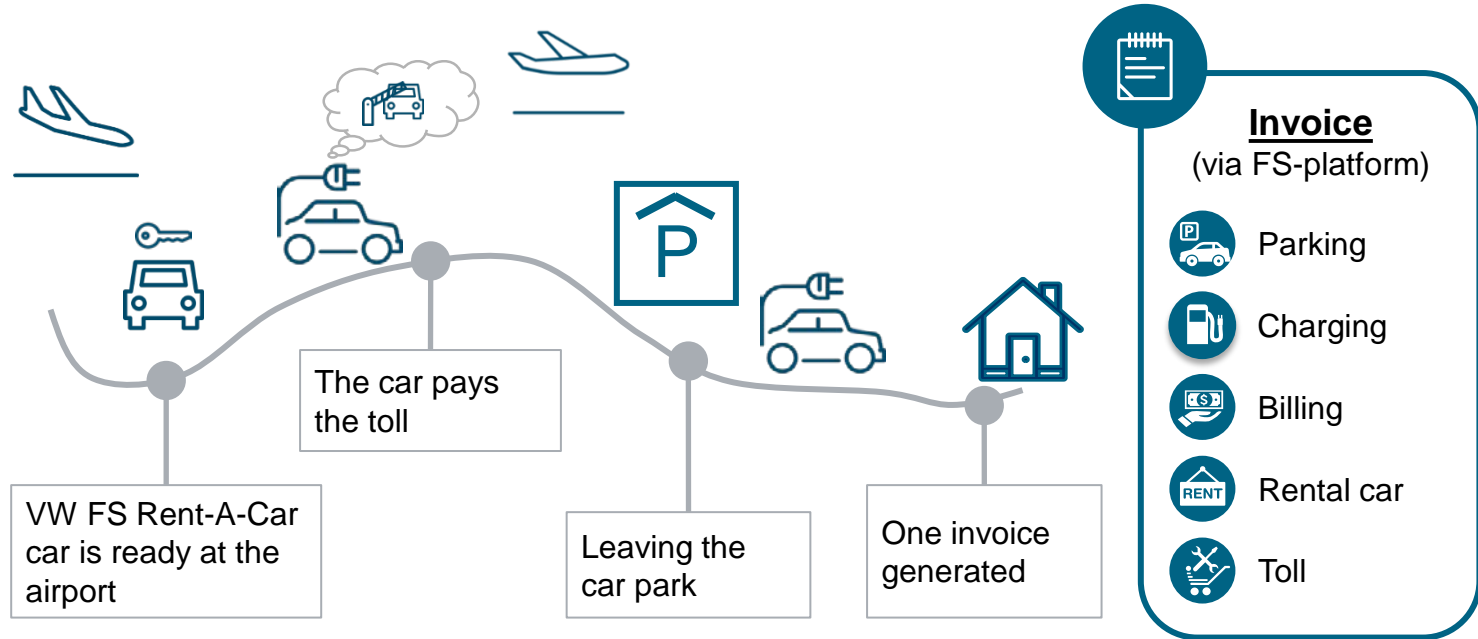 VW FS Rent-A-Car
car is ready at the
airport
The car pays
the toll
P
Leaving the
car park
One invoice
generated
Invoice
(via FS-platform)
P
Parking
Charging
$
Billing
RENT
Rental car
Toll